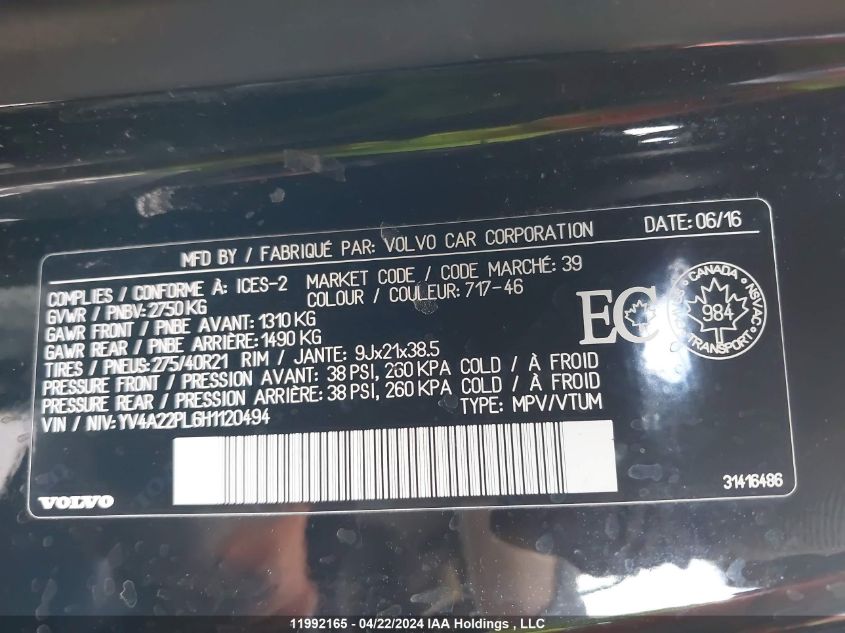 MFD BY / FABRIQUÉ PAR: VOLVO CAR CORPORATION DATE: 06/16
COMPLIES / CONFORME À: ICES-2 MARKET CODE / CODE MARCHÉ: 39
GVWR / PNBV: 2750 KG COLOUR / COULEUR: 717-46
GAWR FRONT / PNBE AVANT: 1310 KG
GAWR REAR / PNBE ARRIÈRE: 1490 KG
TIRES / PNEUS: 275/40R21 RIM / JANTE: 9Jx21x38.5
PRESSURE FRONT / PRESSION AVANT: 38 PSI, 260 KPA COLD / À FROID
PRESSURE REAR / PRESSION ARRIÈRE: 38 PSI, 260 KPA COLD / À FROID
VIN / NIV: YV4A22PL6H1120494 TYPE: MPV/VTUM
EC
CANADA
984
TRANSPORT
NSVAC
VOLVO
31416486
11992165 - 04/22/2024 IAA Holdings , LLC